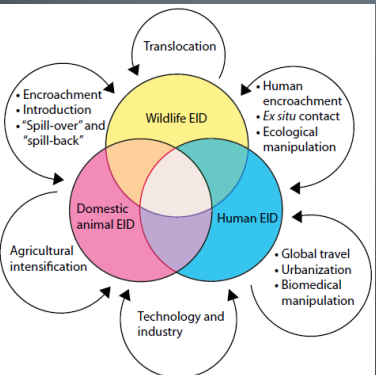 Translocation
• Encroachment
• Introduction
• “Spill-over” and
“spill-back”
Wildlife EID
• Human
encroachment
• Ex situ contact
• Ecological
manipulation
Domestic
animal EID
Human EID
Agricultural
intensification
• Global travel
• Urbanization
• Biomedical
manipulation
Technology and
industry